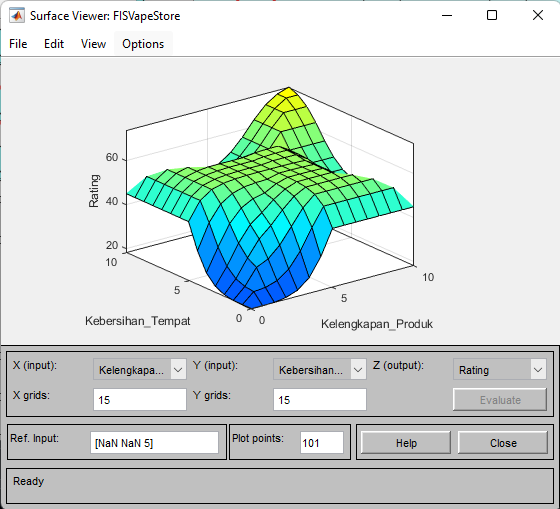 Surface Viewer: FISVapeStore
File Edit View Options
60
40
20
Rating
10
5
0
Kebersihan_Tempat
0
5
10
Kelengkapan_Produk
X (input): Kelengkapa... Y (input): Kebersihan... Z (output): Rating
X grids: 15 Y grids: 15 Evaluate
Ref. Input: [NaN NaN 5] Plot points: 101 Help Close
Ready